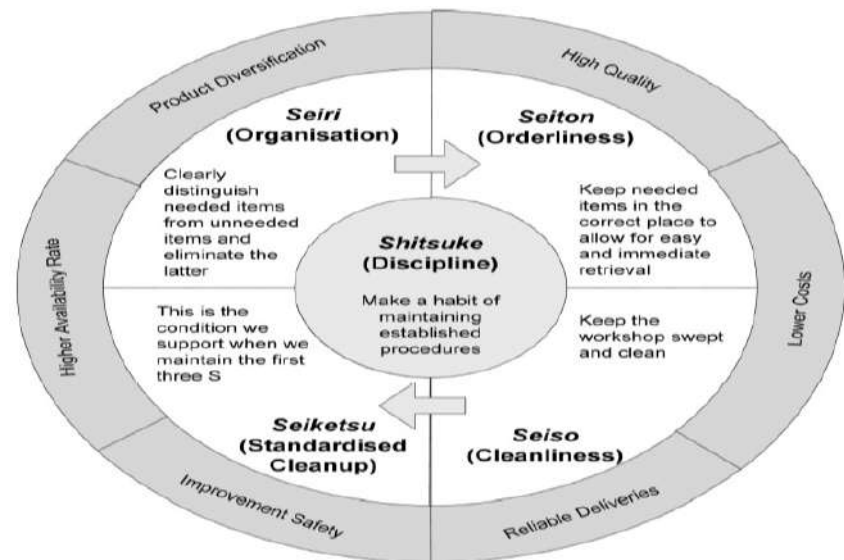 Product Diversification
High Quality
Seiri
(Organisation)
Seiton
(Orderliness)
Clearly
distinguish
needed items
from unneeded
items and
eliminate the
latter
Keep needed
items in the
correct place to
allow for easy
and immediate
retrieval
Shitsuke
(Discipline)
Make a habit of
maintaining
established
procedures
Higher Availability Rate
Lower Costs
This is the
condition we
support when we
maintain the first
three S
Keep the
workshop swept
and clean
Seiketsu
(Standardised
Cleanup)
Seiso
(Cleanliness)
Improvement Safety
Reliable Deliveries